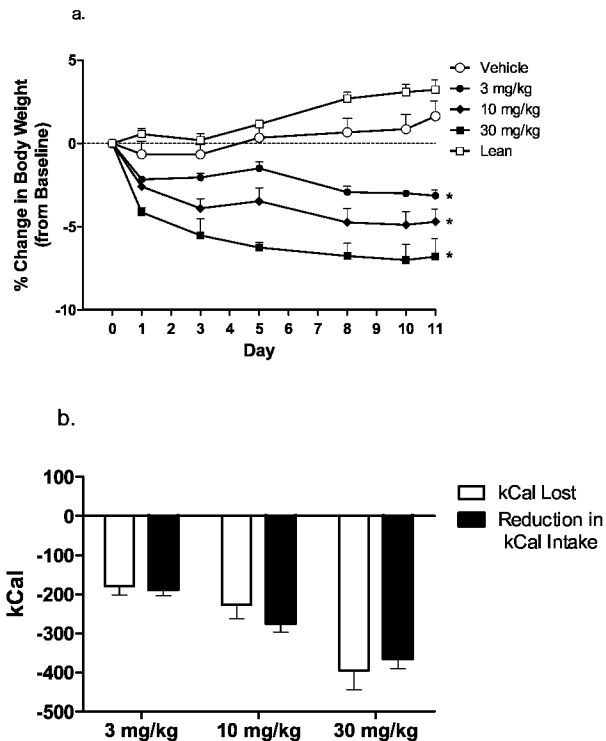 a.
% Change in Body Weight
(from Baseline)
5
0
-5
-10
0 1 2 3 4 5 6 7 8 9 10 11
Day
Vehicle
3 mg/kg
10 mg/kg
30 mg/kg
Lean
*
*
*
b.
kCal
100
0
-100
-200
-300
-400
-500
3 mg/kg 10 mg/kg 30 mg/kg
kCal Lost
Reduction in
kCal Intake